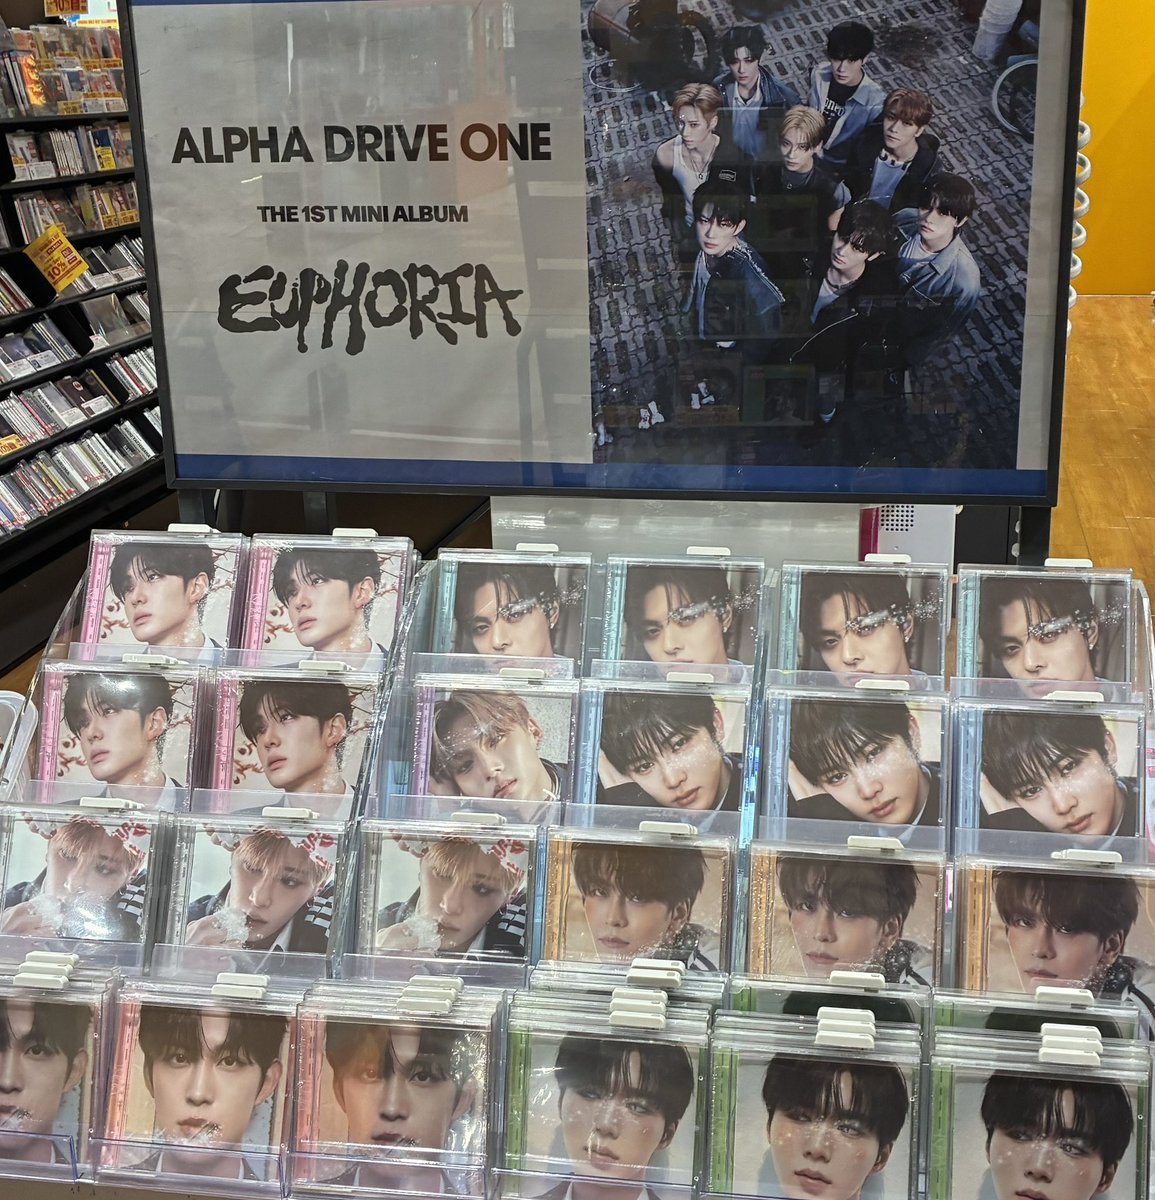 ALPHA DRIVE ONE
THE 1ST MINI ALBUM
EUPHORIA